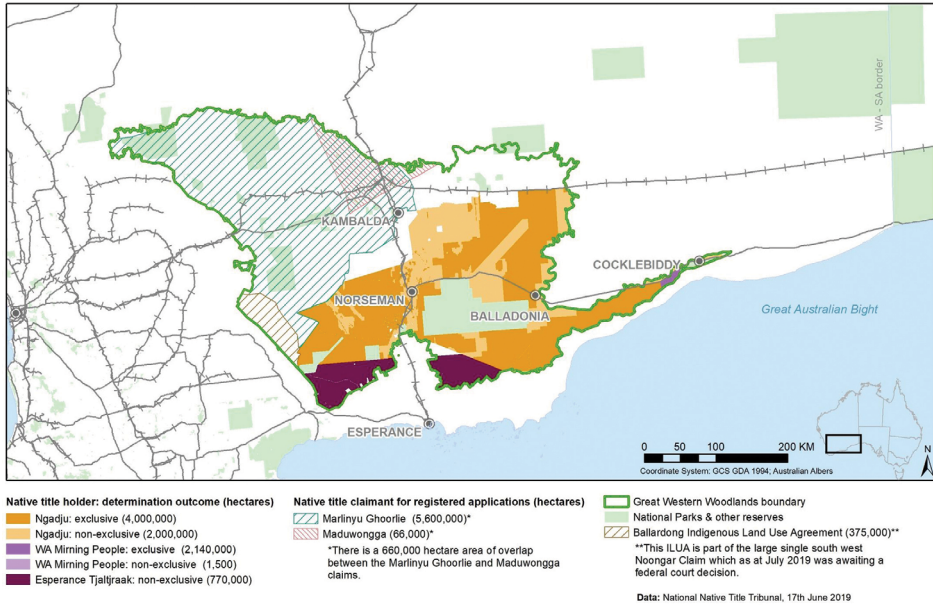 WA - SA border
KAMBALDA
COCKLEBIDDY
NORSEMAN
BALLADONIA
Great Australian Bight
ESPERANCE
0 50 100 200 KM
Coordinate System: GCS GDA 1994; Australian Albers
N
Native title holder: determination outcome (hectares)
Ngadju: exclusive (4,000,000)
Ngadju: non-exclusive (2,000,000)
WA Mirning People: exclusive (2,140,000)
WA Mirning People: non-exclusive (1,500)
Esperance Tjaltjraak: non-exclusive (770,000)
Native title claimant for registered applications (hectares)
Marlinyu Ghoorlie (5,600,000)*
Maduwongga (66,000)*
*There is a 660,000 hectare area of overlap
between the Marlinyu Ghoorlie and Maduwongga
claims.
Great Western Woodlands boundary
National Parks & other reserves
Ballardong Indigenous Land Use Agreement (375,000)**
**This ILUA is part of the large single south west
Noongar Claim which as at July 2019 was awaiting a
federal court decision.
Data: National Native Title Tribunal, 17th June 2019